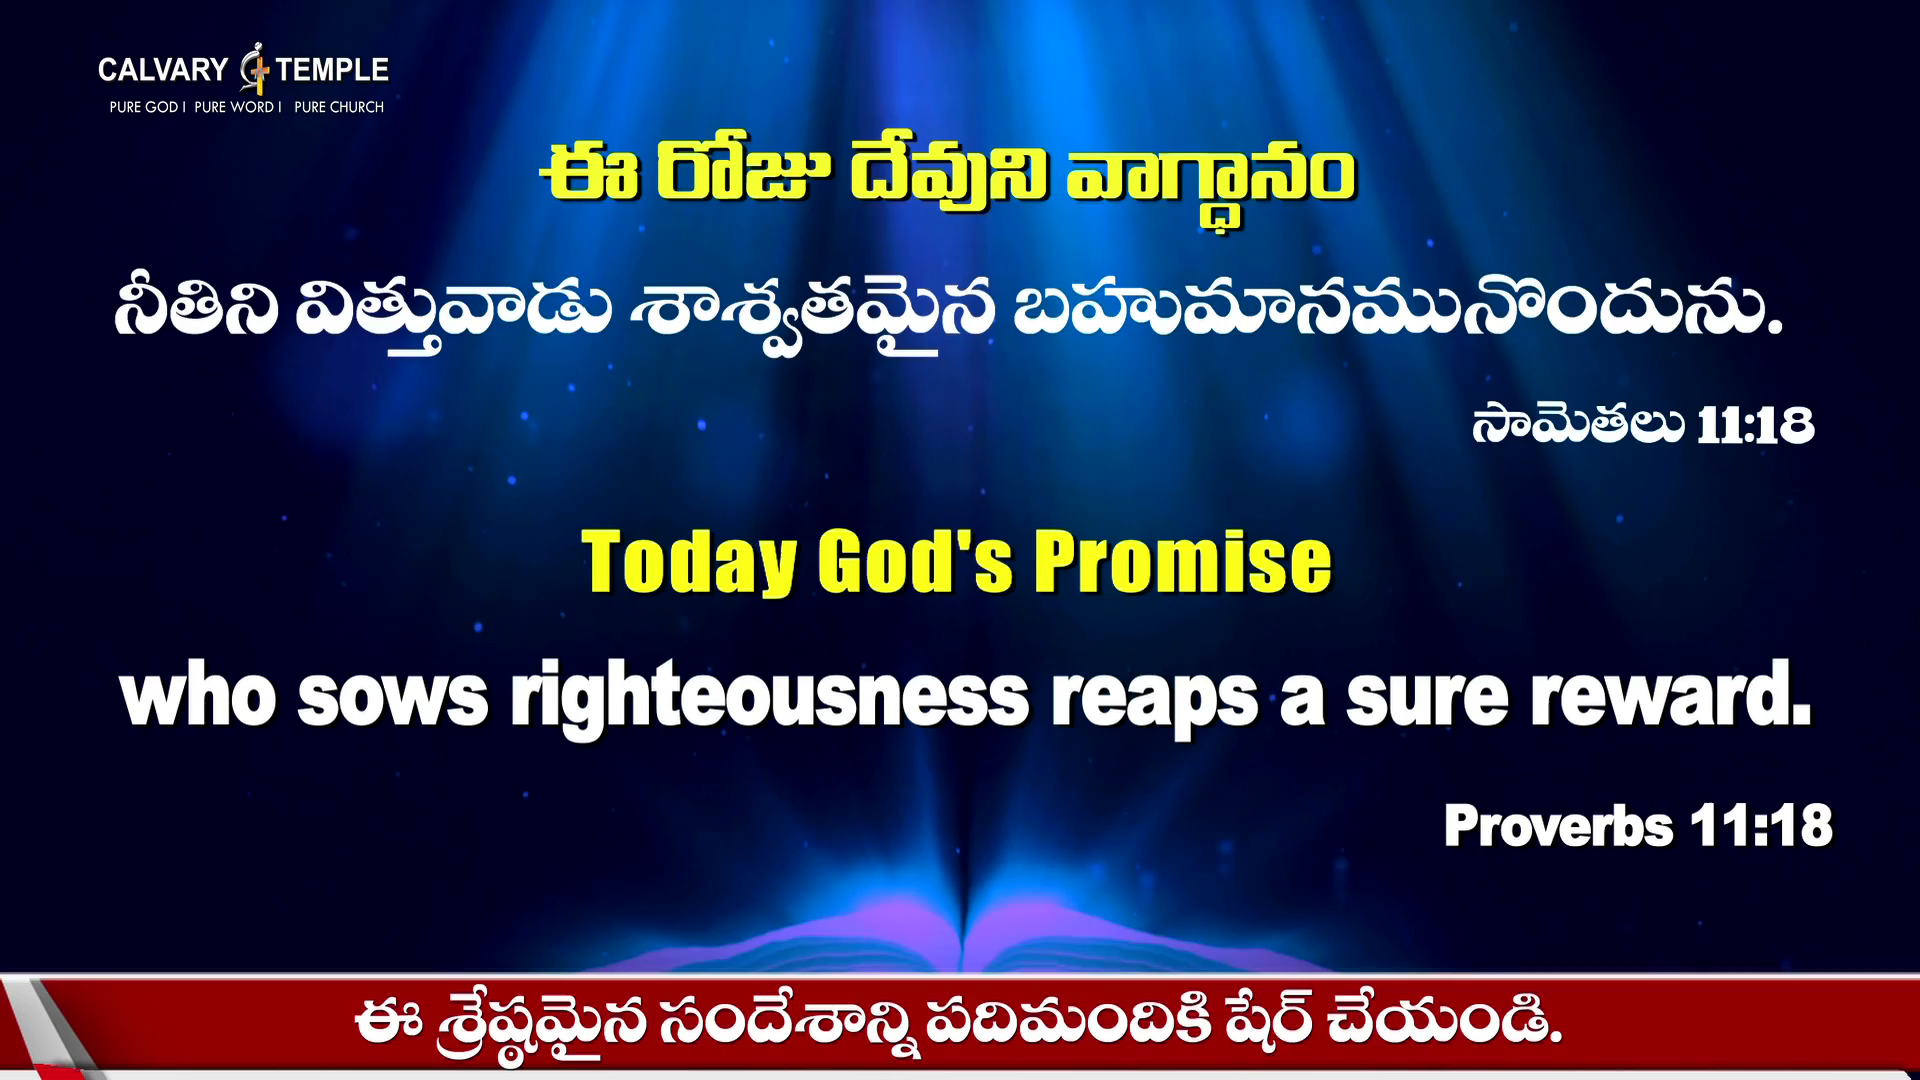 CALVARY TEMPLE
PURE GOD I PURE WORD I PURE CHURCH
ఈ రోజు దేవుని వాగ్ధానం
నీతిని విత్తువాడు శాశ్వతమైన బహుమానమునొందును.
సామెతలు 11:18
Today God's Promise
who sows righteousness reaps a sure reward.
Proverbs 11:18
ఈ శ్రేష్ఠమైన సందేశాన్ని పదిమందికి షేర్ చేయండి.